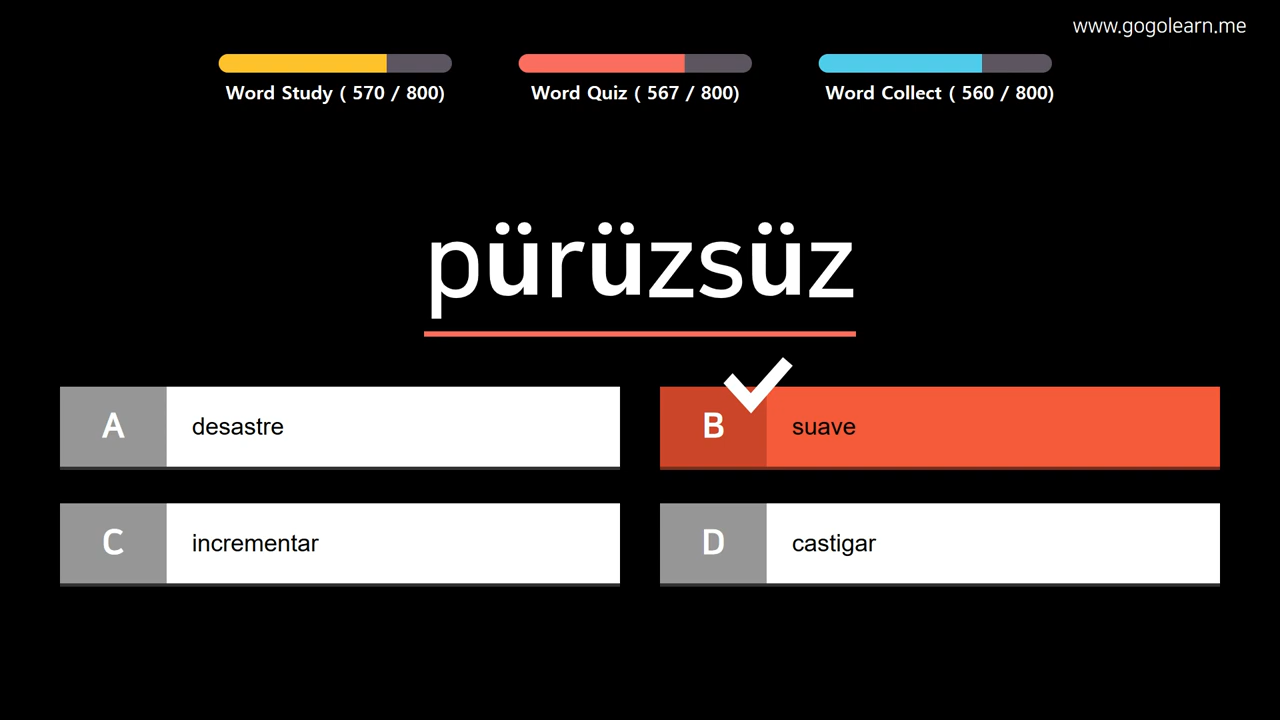 www.gogolearn.me
Word Study ( 570 / 800)
Word Quiz ( 567 / 800)
Word Collect ( 560 / 800)
pürüzsüz
A desastre
B suave
C incrementar
D castigar